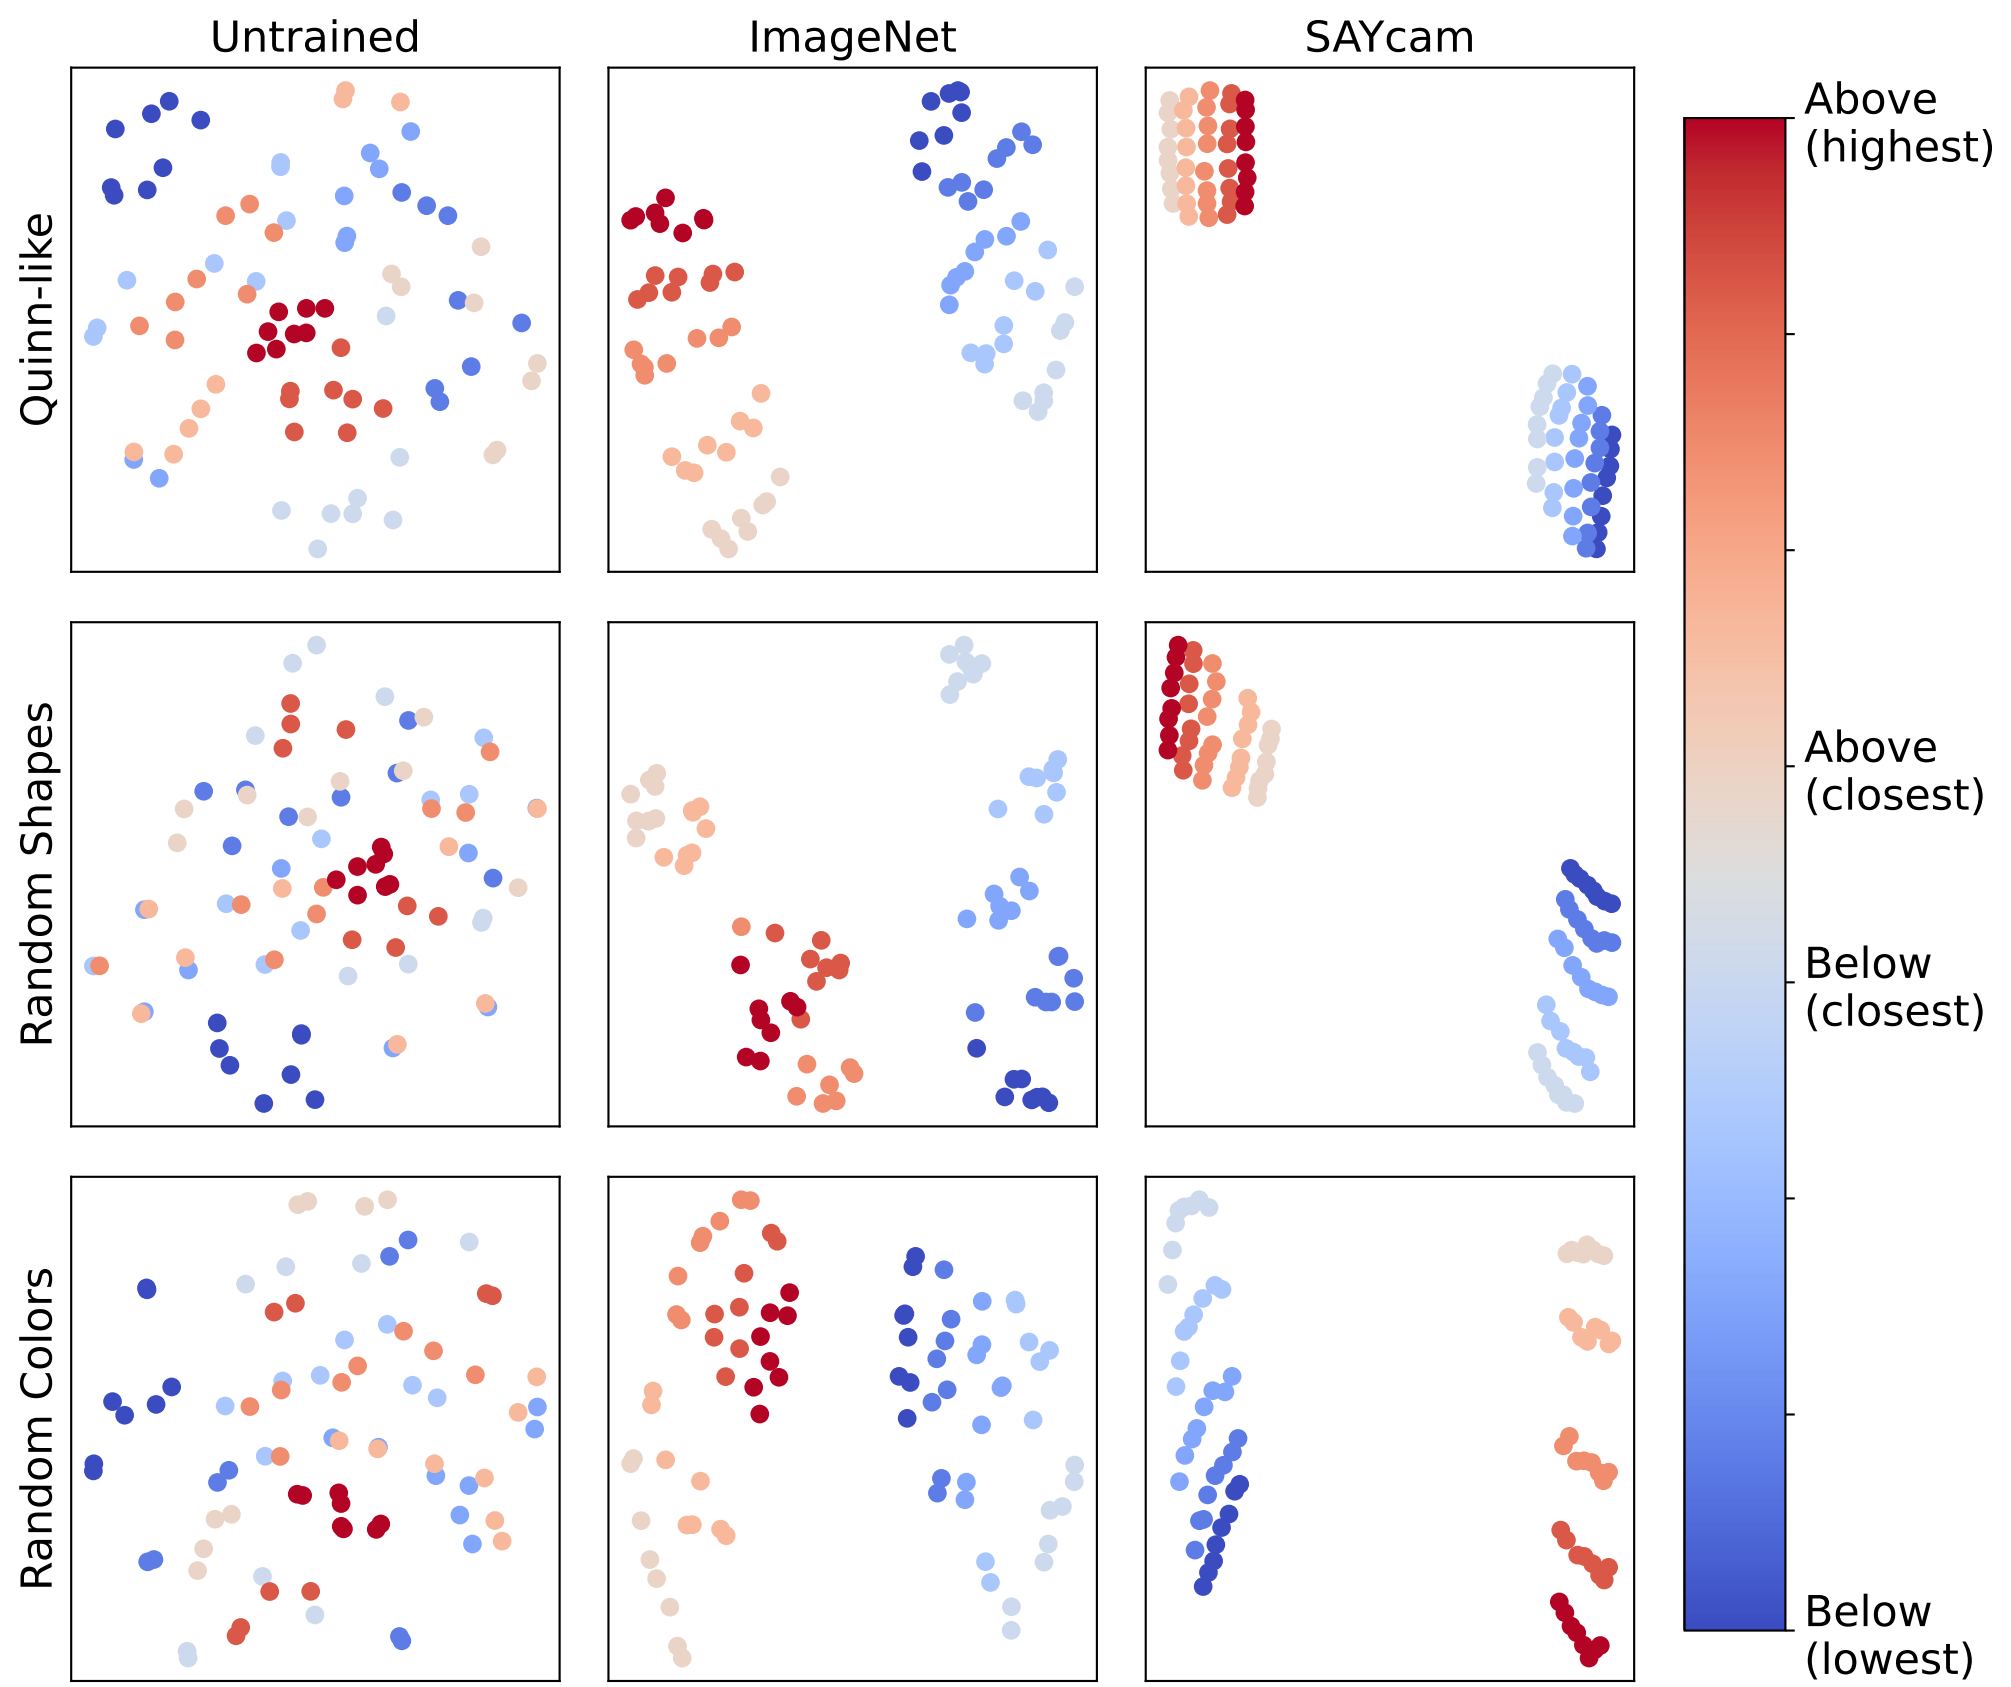 Untrained
ImageNet
SAYcam
Quinn-like
Random Shapes
Random Colors
Above
(highest)
Above
(closest)
Below
(closest)
Below
(lowest)